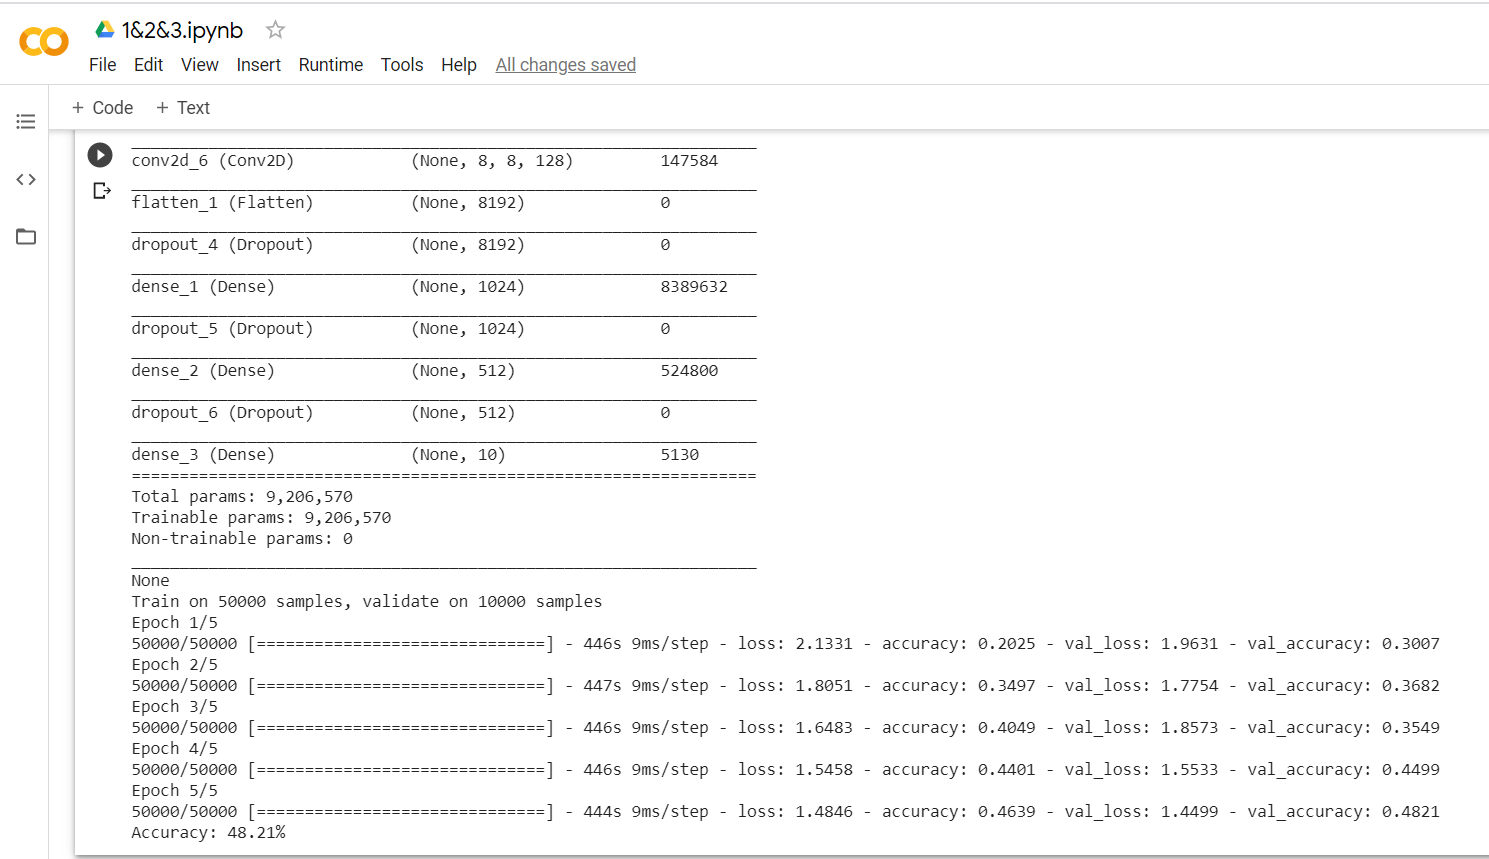 1&2&3.ipynb
File Edit View Insert Runtime Tools Help All changes saved
+ Code + Text
_________________________________________________________________
conv2d_6 (Conv2D) (None, 8, 8, 128) 147584
_________________________________________________________________
flatten_1 (Flatten) (None, 8192) 0
_________________________________________________________________
dropout_4 (Dropout) (None, 8192) 0
_________________________________________________________________
dense_1 (Dense) (None, 1024) 8389632
_________________________________________________________________
dropout_5 (Dropout) (None, 1024) 0
_________________________________________________________________
dense_2 (Dense) (None, 512) 524800
_________________________________________________________________
dropout_6 (Dropout) (None, 512) 0
_________________________________________________________________
dense_3 (Dense) (None, 10) 5130
=================================================================
Total params: 9,206,570
Trainable params: 9,206,570
Non-trainable params: 0
_________________________________________________________________
None
Train on 50000 samples, validate on 10000 samples
Epoch 1/5
50000/50000 [==============================] - 446s 9ms/step - loss: 2.1331 - accuracy: 0.2025 - val_loss: 1.9631 - val_accuracy: 0.3007
Epoch 2/5
50000/50000 [==============================] - 447s 9ms/step - loss: 1.8051 - accuracy: 0.3497 - val_loss: 1.7754 - val_accuracy: 0.3682
Epoch 3/5
50000/50000 [==============================] - 446s 9ms/step - loss: 1.6483 - accuracy: 0.4049 - val_loss: 1.8573 - val_accuracy: 0.3549
Epoch 4/5
50000/50000 [==============================] - 446s 9ms/step - loss: 1.5458 - accuracy: 0.4401 - val_loss: 1.5533 - val_accuracy: 0.4499
Epoch 5/5
50000/50000 [==============================] - 444s 9ms/step - loss: 1.4846 - accuracy: 0.4639 - val_loss: 1.4499 - val_accuracy: 0.4821
Accuracy: 48.21%